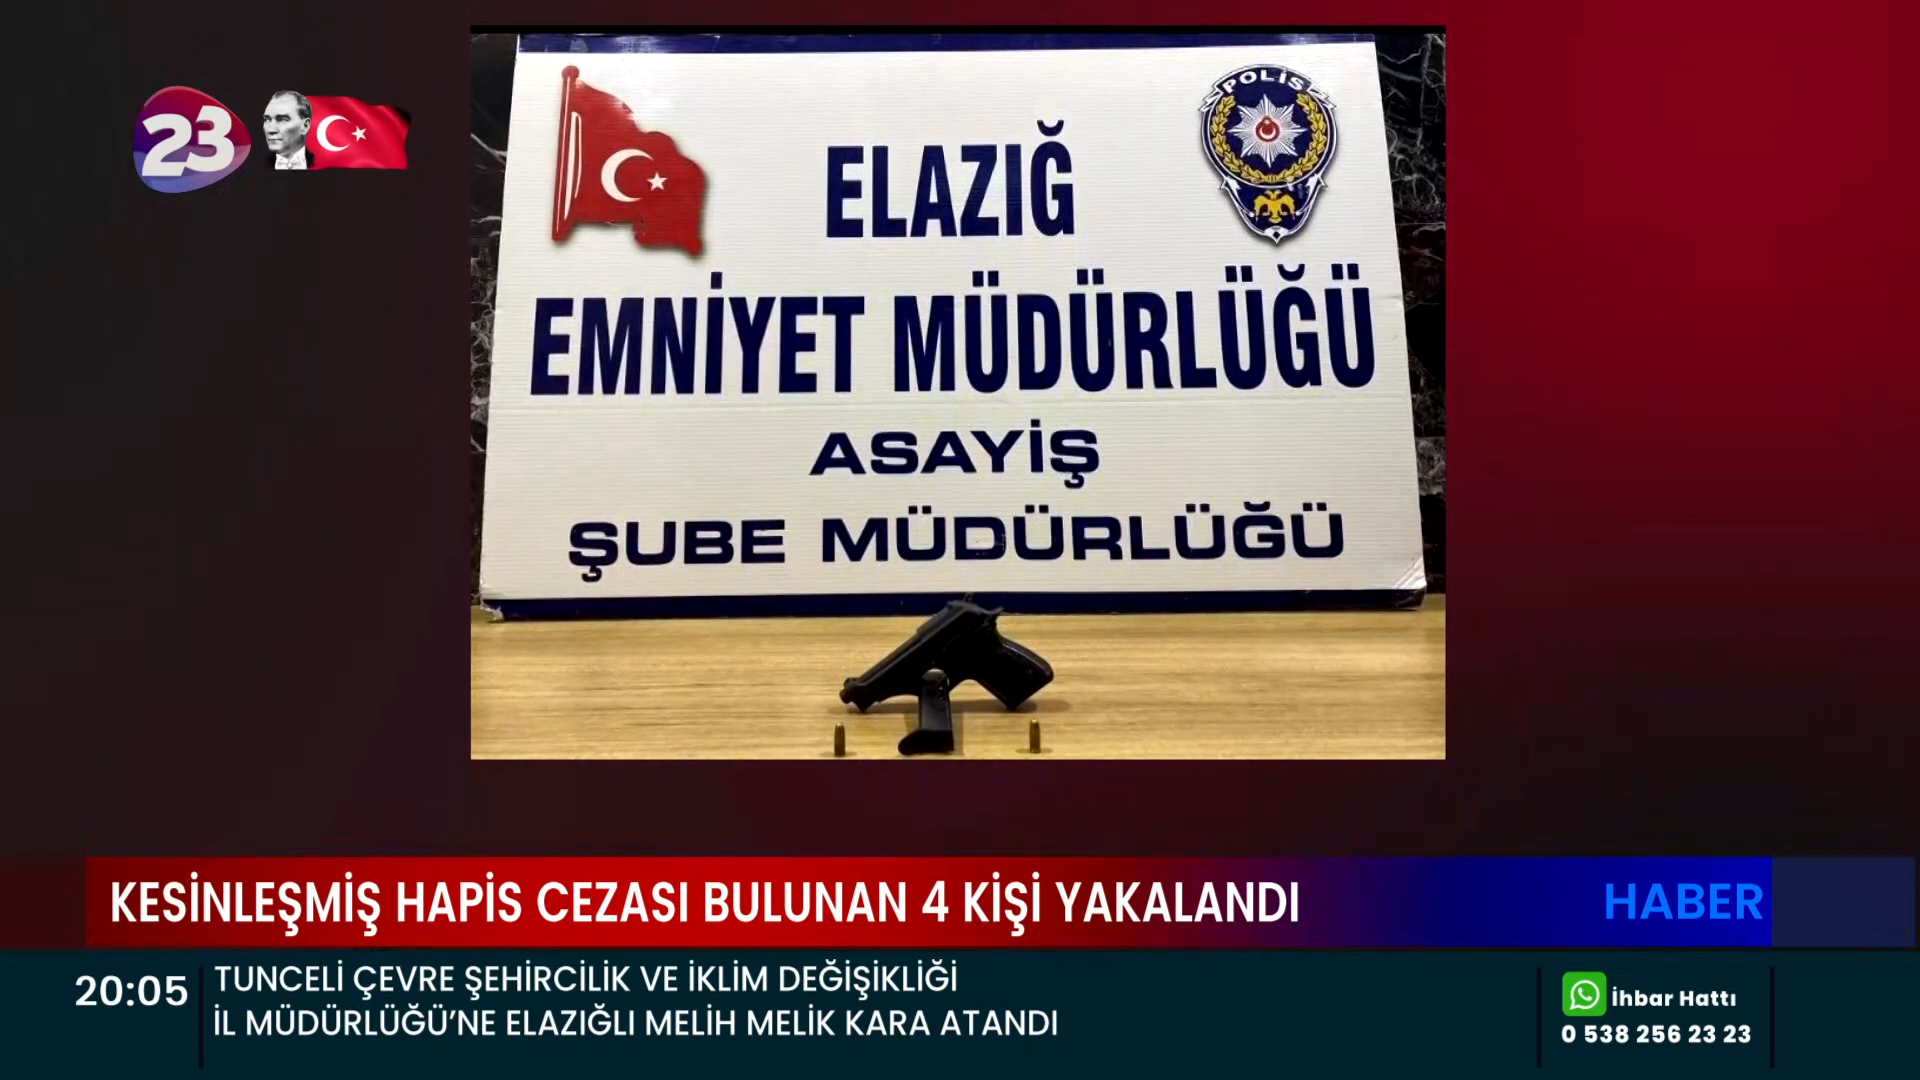 23
POLİS
ELAZIĞ
EMNİYET MÜDÜRLÜĞÜ
ASAYİŞ
ŞUBE MÜDÜRLÜĞÜ
KESİNLEŞMİŞ HAPİS CEZASI BULUNAN 4 KİŞİ YAKALANDI
HABER
20:05
TUNCELİ ÇEVRE ŞEHİRCİLİK VE İKLİM DEĞİŞİKLİĞİ
İL MÜDÜRLÜĞÜ’NE ELAZIĞLI MELİH MELİK KARA ATANDI
İhbar Hattı
0 538 256 23 23